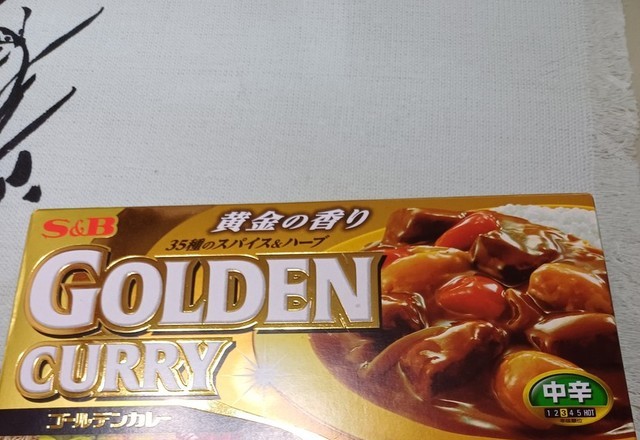 S&B
黄金の香り
35種のスパイス&ハーブ
GOLDEN
CURRY
ゴールデンカレー
中辛
1 2 3 4 5 HOT